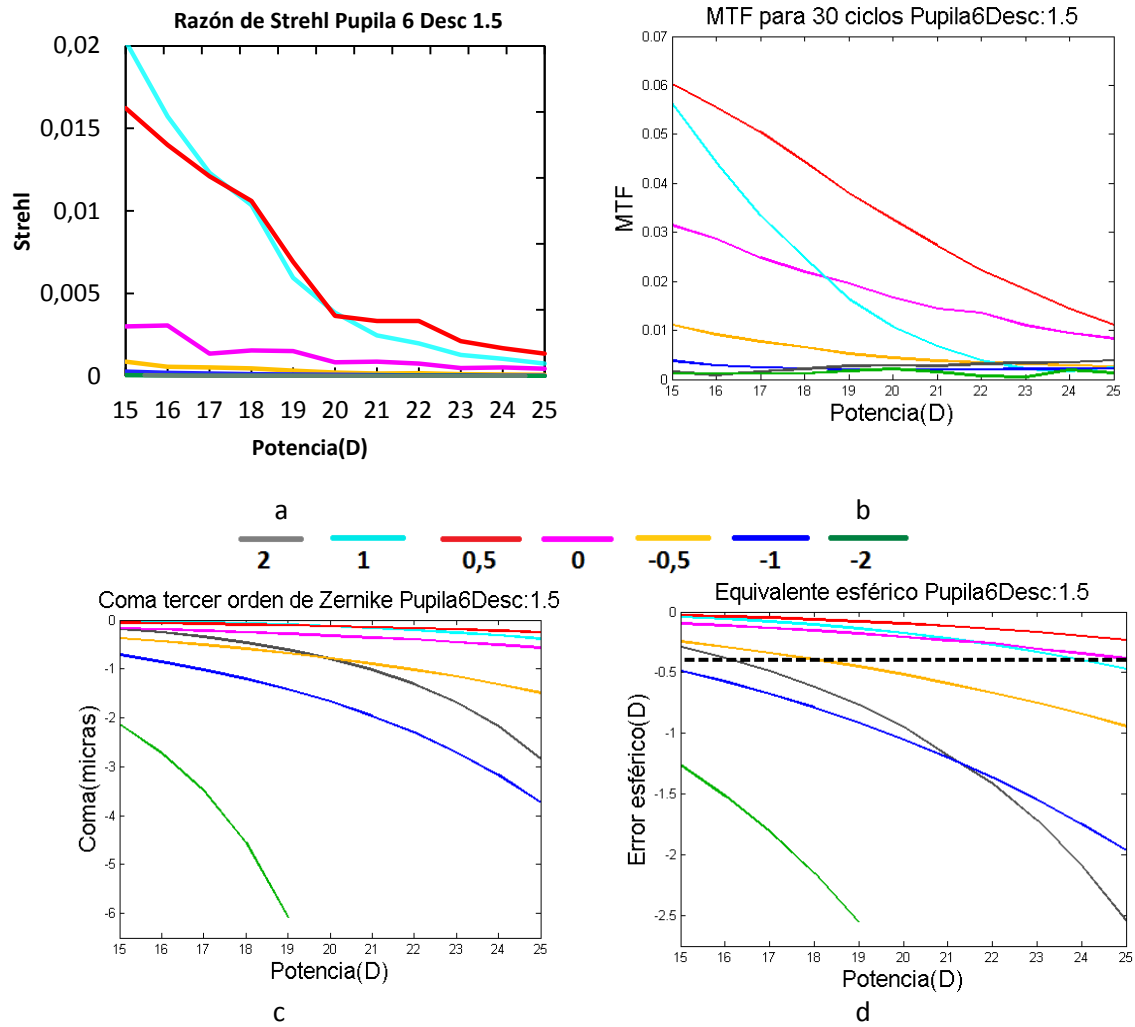 Razón de Strehl Pupila 6 Desc 1.5
0,02
0,015
0,01
0,005
0
Strehl
15 16 17 18 19 20 21 22 23 24 25
Potencia(D)
a
MTF para 30 ciclos Pupila6Desc:1.5
0.07
0.06
0.05
0.04
0.03
0.02
0.01
0
MTF
15 16 17 18 19 20 21 22 23 24 25
Potencia(D)
b
2 1 0,5 0 -0,5 -1 -2
Coma tercer orden de Zernike Pupila6Desc:1.5
0
-1
-2
-3
-4
-5
-6
Coma(micras)
15 16 17 18 19 20 21 22 23 24 25
Potencia(D)
c
Equivalente esférico Pupila6Desc:1.5
0
-0.5
-1
-1.5
-2
-2.5
Error esférico(D)
15 16 17 18 19 20 21 22 23 24 25
Potencia(D)
d